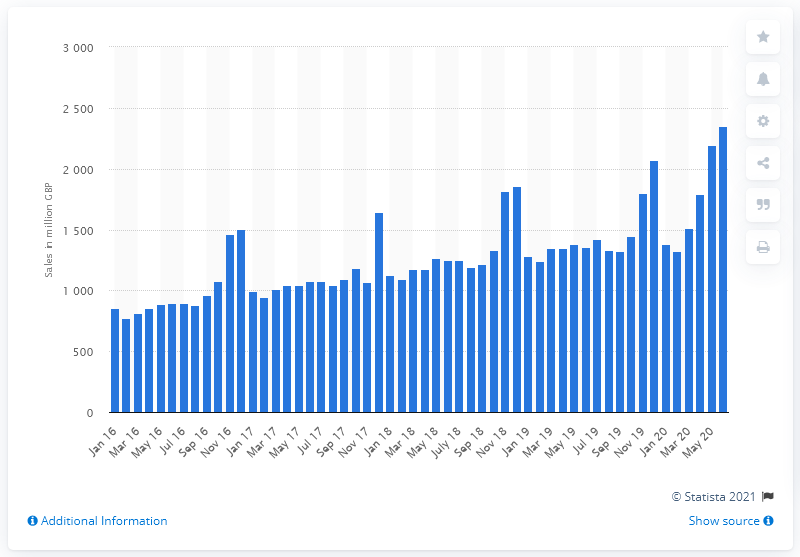 3 000
2 500
2 000
1 500
1 000
500
0
Sales in million GBP
Jan 16
Mar 16
May 16
Jul 16
Sep 16
Nov 16
Jan 17
Mar 17
May 17
Jul 17
Sep 17
Nov 17
Jan 18
Mar 18
May 18
July 18
Sep 18
Nov 18
Jan 19
Mar 19
May 19
Jul 19
Sep 19
Nov 19
Jan 20
Mar 20
May 20
© Statista 2021
Additional Information
Show source